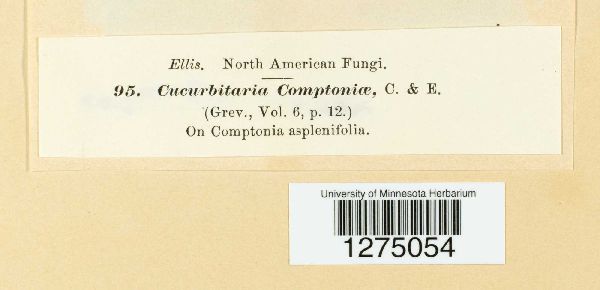 Ellis. North American Fungi.
95. Cucurbitaria Comptoniæ, C. & E.
(Grev., Vol. 6, p. 12.)
On Comptonia asplenifolia.
University of Minnesota Herbarium
1275054